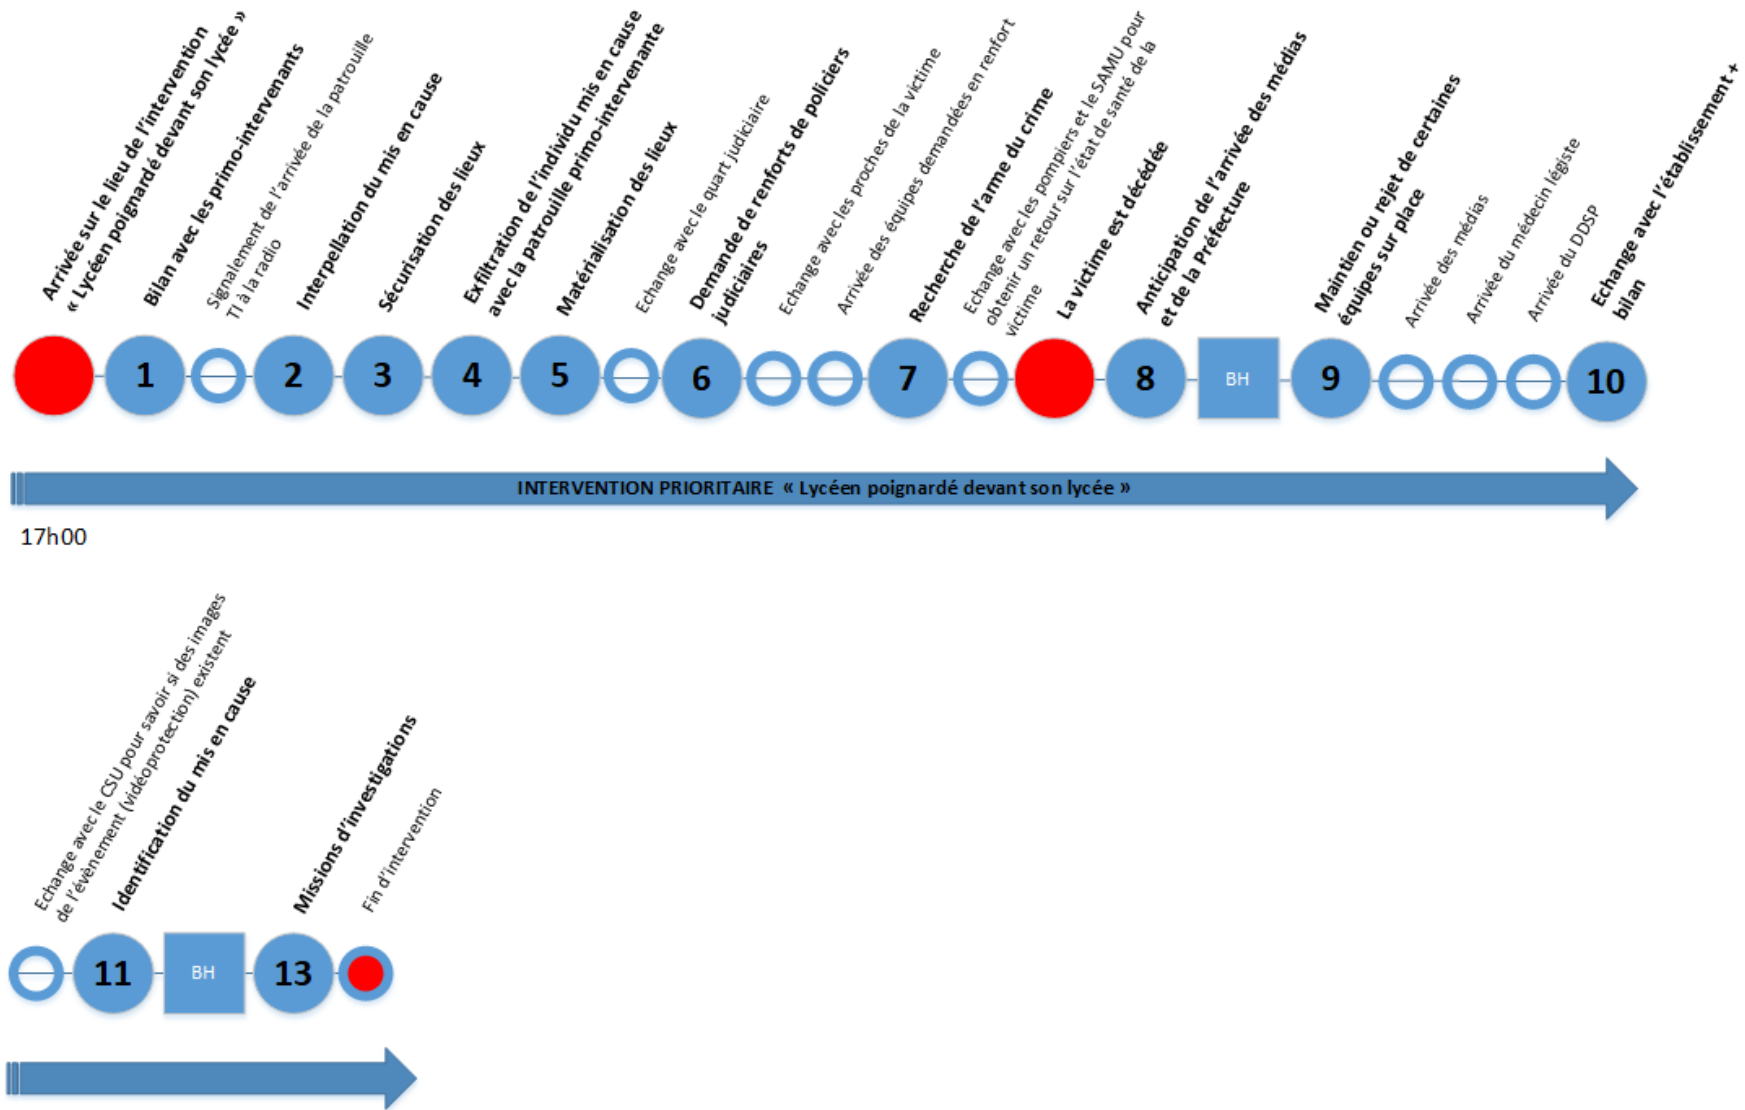 Arrivée sur le lieu de l'intervention
« Lycéen poignardé devant son lycée »
Bilan avec les primo-intervenants
Signalement de l'arrivée de la patrouille
TI à la radio
Interpellation du mis en cause
Sécurisation des lieux
Exfiltration de l'individu mis en cause
avec la patrouille primo-intervenante
Matérialisation des lieux
Echange avec le quart judiciaire
Demande de renforts de policiers
judiciaires
Echange avec les proches de la victime
Arrivée des équipes demandées en renfort
Recherche de l'arme du crime
Echange avec les pompiers et le SAMU pour
obtenir un retour sur l'état de santé de la
victime
La victime est décédée
Anticipation de l'arrivée des médias
et de la Préfecture
Maintien ou rejet de certaines
équipes sur place
Arrivée des médias
Arrivée du médecin légiste
Arrivée du DDSP
Echange avec l'établissement +
bilan
1
2
3
4
5
6
7
8
BH
9
10
INTERVENTION PRIORITAIRE « Lycéen poignardé devant son lycée »
17h00
Echange avec le CSU pour savoir si des images
de l'évènement (vidéoprotection) existent
Identification du mis en cause
Missions d'investigations
Fin d'intervention
11
BH
13